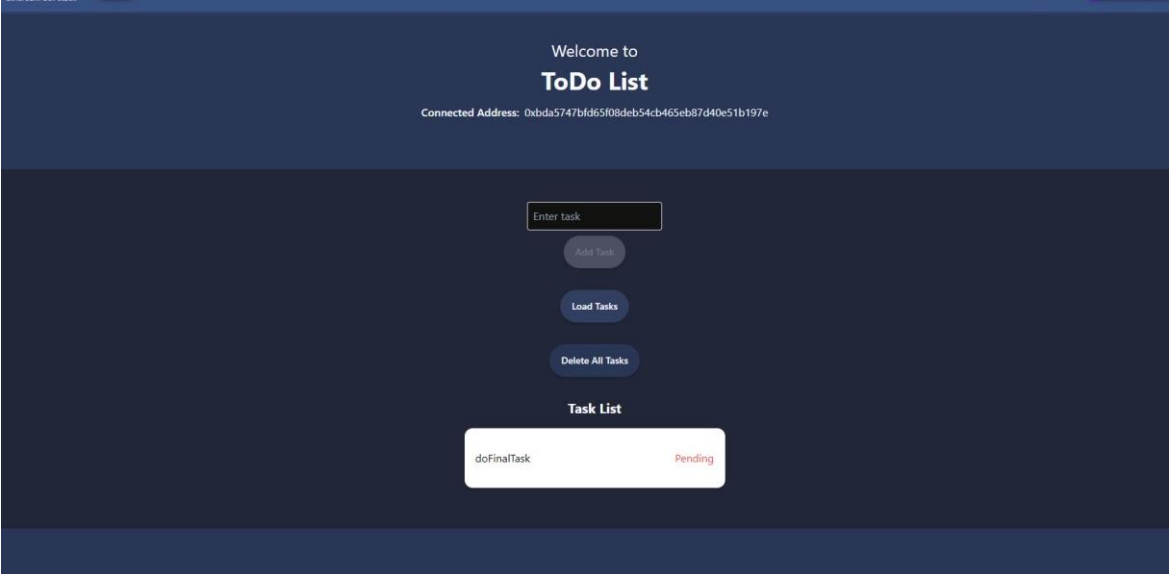 Welcome to
ToDo List
Connected Address: 0xbda5747bfd65f08deb54cb465eb87d40e51b197e
Enter task
Add Task
Load Tasks
Delete All Tasks
Task List
doFinalTask Pending